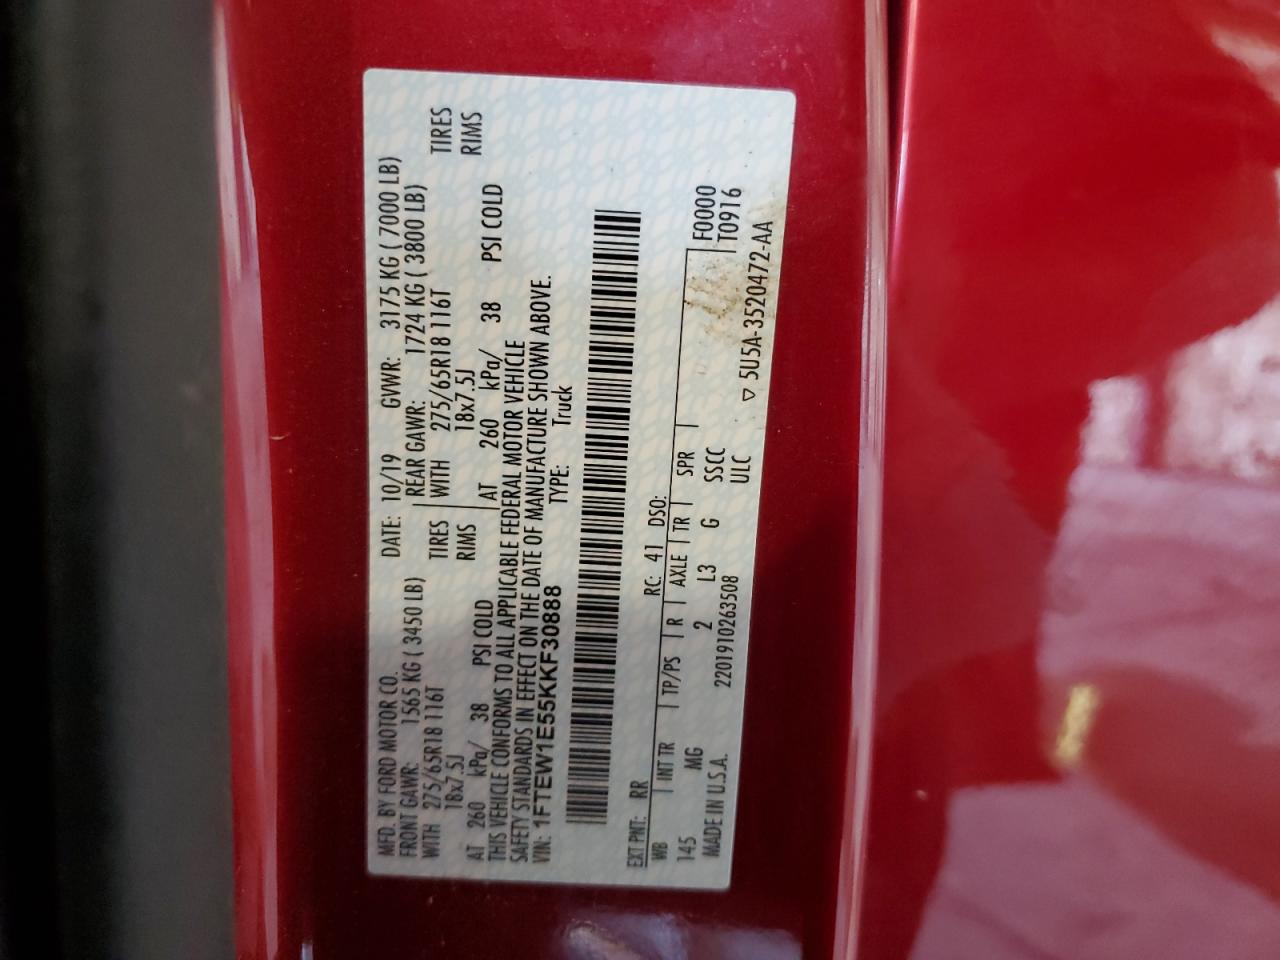 MFD. BY FORD MOTOR CO. DATE: 10/19 GVWR: 3175 KG ( 7000 LB)
FRONT GAWR: 1565 KG ( 3450 LB) REAR GAWR: 1724 KG ( 3800 LB)
WITH 275/65R18 116T TIRES WITH 275/65R18 116T TIRES
18x7.5J RIMS 18x7.5J RIMS
AT 260 kPa/ 38 PSI COLD AT 260 kPa/ 38 PSI COLD
THIS VEHICLE CONFORMS TO ALL APPLICABLE FEDERAL MOTOR VEHICLE
SAFETY STANDARDS IN EFFECT ON THE DATE OF MANUFACTURE SHOWN ABOVE.
VIN: 1FTEW1E55KKF30888 TYPE: Truck
EXT PNT: RR RC: 41 DSO:
WB INT TR TP/PS R AXLE TR SPR F0000
145 MG 2 L3 G SSCC T0916
MADE IN U.S.A. 2201910263508 ULC ▽ 5U5A-3520472-AA